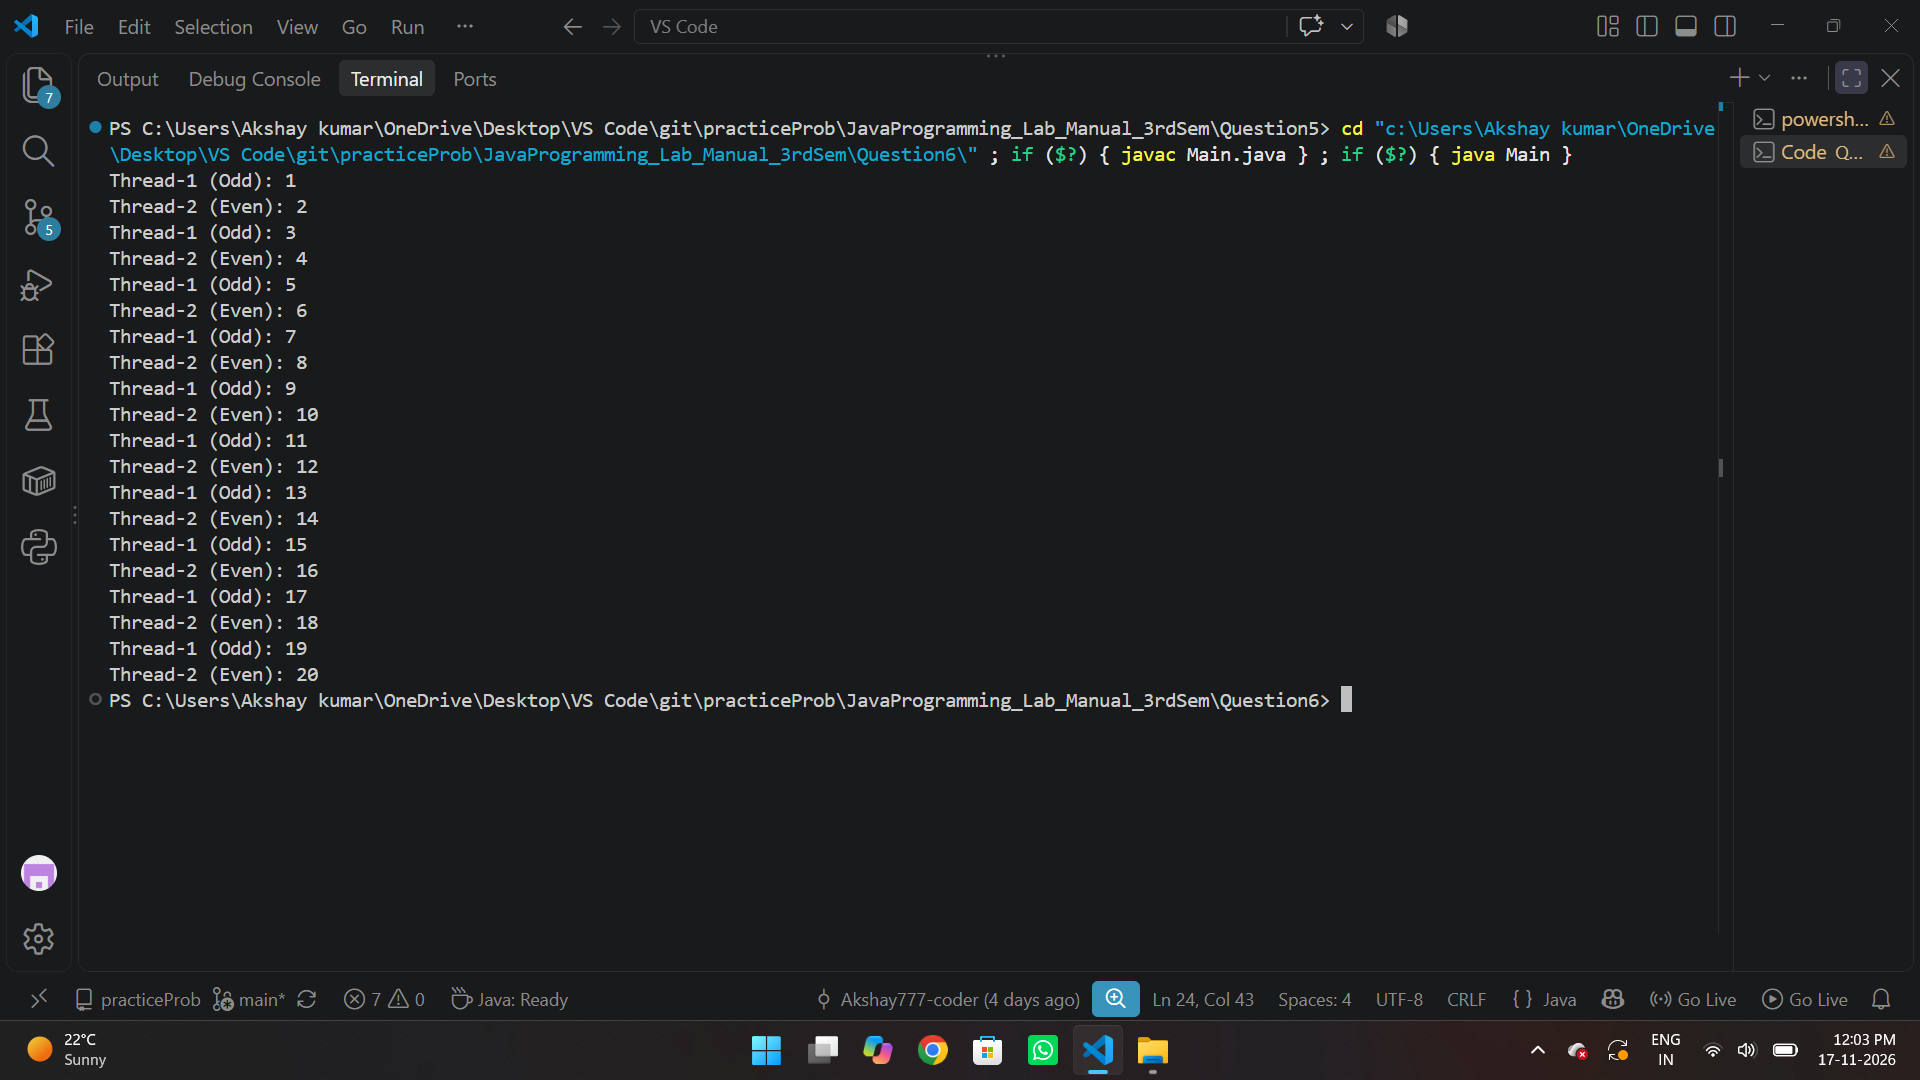 File Edit Selection View Go Run ··· VS Code
Output Debug Console Terminal Ports
PS C:\Users\Akshay kumar\OneDrive\Desktop\VS Code\git\practiceProb\JavaProgramming_Lab_Manual_3rdSem\Question5> cd "c:\Users\Akshay kumar\OneDrive
\Desktop\VS Code\git\practiceProb\JavaProgramming_Lab_Manual_3rdSem\Question6\" ; if ($?) { javac Main.java } ; if ($?) { java Main }
Thread-1 (Odd): 1
Thread-2 (Even): 2
Thread-1 (Odd): 3
Thread-2 (Even): 4
Thread-1 (Odd): 5
Thread-2 (Even): 6
Thread-1 (Odd): 7
Thread-2 (Even): 8
Thread-1 (Odd): 9
Thread-2 (Even): 10
Thread-1 (Odd): 11
Thread-2 (Even): 12
Thread-1 (Odd): 13
Thread-2 (Even): 14
Thread-1 (Odd): 15
Thread-2 (Even): 16
Thread-1 (Odd): 17
Thread-2 (Even): 18
Thread-1 (Odd): 19
Thread-2 (Even): 20
PS C:\Users\Akshay kumar\OneDrive\Desktop\VS Code\git\practiceProb\JavaProgramming_Lab_Manual_3rdSem\Question6>
powersh...
Code Q...
7
5
practiceProb main* 7 0 Java: Ready Akshay777-coder (4 days ago) Ln 24, Col 43 Spaces: 4 UTF-8 CRLF { } Java Go Live Go Live
22°C
Sunny
ENG
IN
12:03 PM
17-11-2026